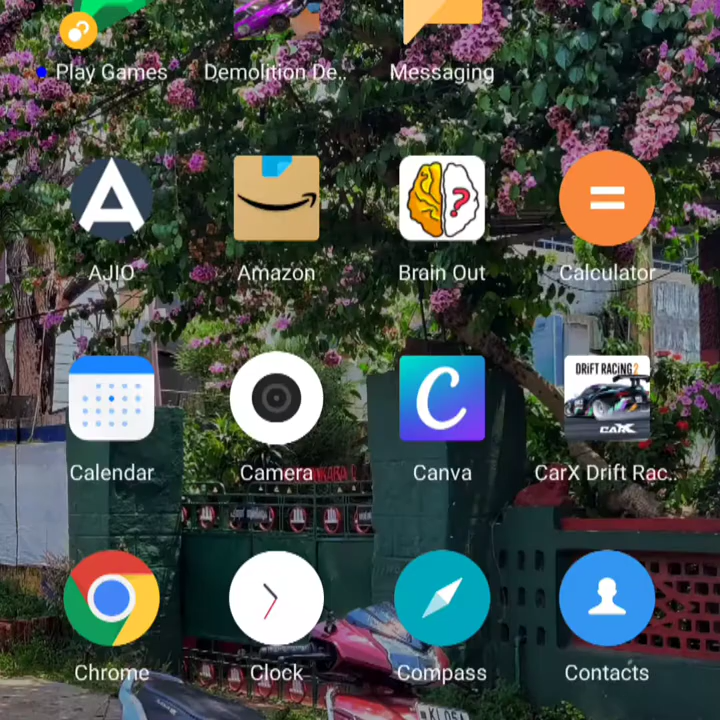 Play Games
Demolition De..
Messaging
AJIO
Amazon
Brain Out
Calculator
DRiFT RACiNG 2
CARX
Calendar
Camera
Canva
CarX Drift Rac..
Chrome
Clock
Compass
Contacts